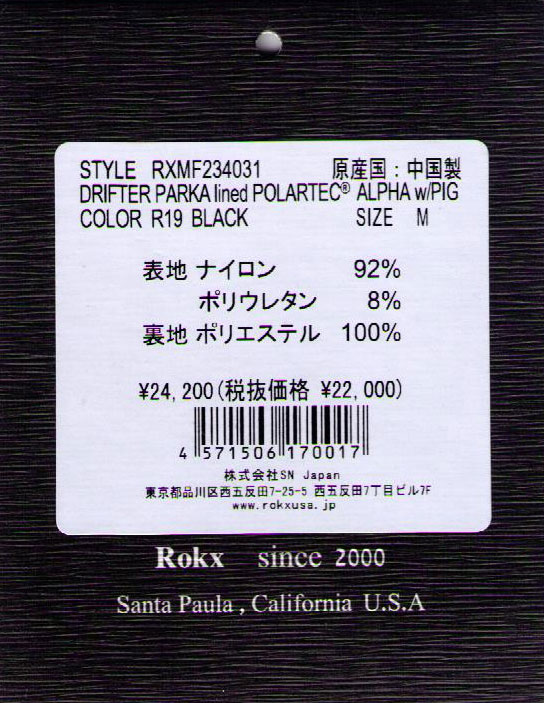 STYLE RXMF234031 原産国：中国製
DRIFTER PARKA lined POLARTEC® ALPHA w/PIG
COLOR R19 BLACK SIZE M
表地 ナイロン 92%
ポリウレタン 8%
裏地 ポリエステル 100%
¥24,200(税抜価格 ¥22,000)
4 571506 170017
株式会社SN Japan
東京都品川区西五反田7-25-5 西五反田7丁目ビル7F
www.rokxusa.jp
Rokx since 2000
Santa Paula , California U.S.A